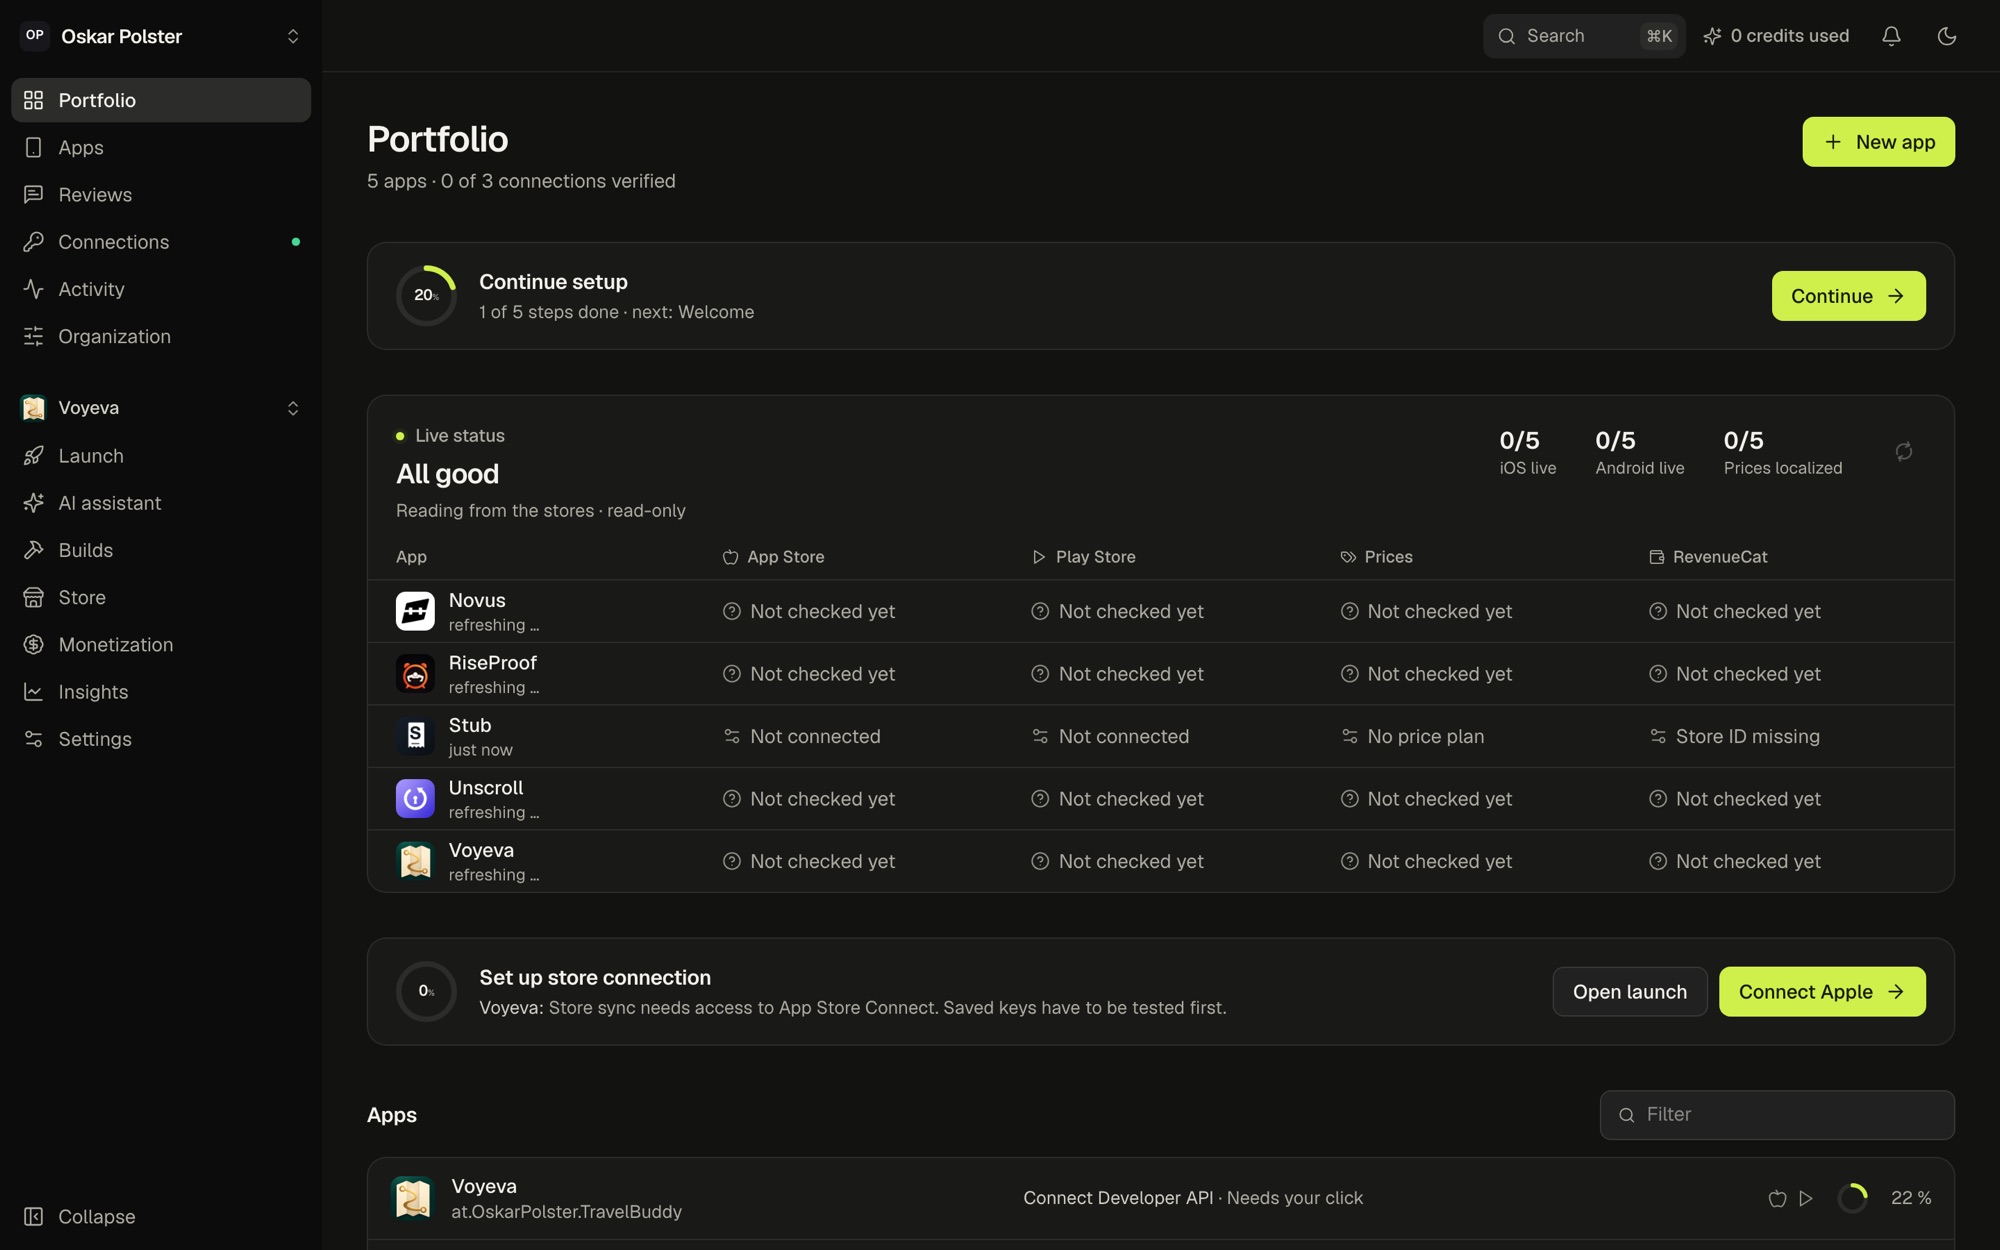 OP Oskar Polster
Search ⌘K 0 credits used
Portfolio
Apps
Reviews
Connections
Activity
Organization
Voyeva
Launch
AI assistant
Builds
Store
Monetization
Insights
Settings
Collapse
Portfolio
5 apps · 0 of 3 connections verified
New app
20%
Continue setup
1 of 5 steps done · next: Welcome
Continue
Live status
All good
Reading from the stores · read-only
0/5 0/5 0/5
iOS live Android live Prices localized
App App Store Play Store Prices RevenueCat
Novus
refreshing ...
Not checked yet Not checked yet Not checked yet Not checked yet
RiseProof
refreshing ...
Not checked yet Not checked yet Not checked yet Not checked yet
S
Stub
just now
Not connected Not connected No price plan Store ID missing
Unscroll
refreshing ...
Not checked yet Not checked yet Not checked yet Not checked yet
Voyeva
refreshing ...
Not checked yet Not checked yet Not checked yet Not checked yet
0%
Set up store connection
Voyeva: Store sync needs access to App Store Connect. Saved keys have to be tested first.
Open launch Connect Apple
Apps
Filter
Voyeva
at.OskarPolster.TravelBuddy
Connect Developer API · Needs your click
22 %